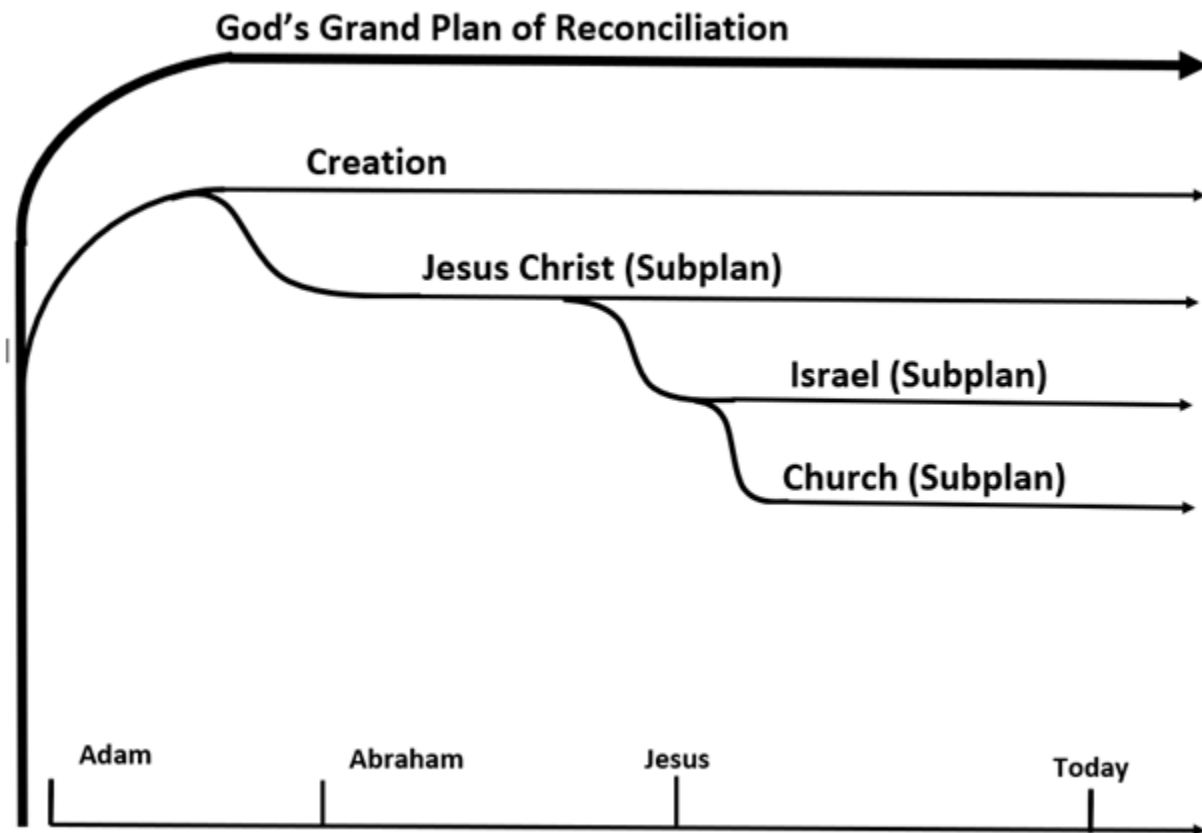 God’s Grand Plan of Reconciliation
Creation
Jesus Christ (Subplan)
Israel (Subplan)
Church (Subplan)
Adam
Abraham
Jesus
Today